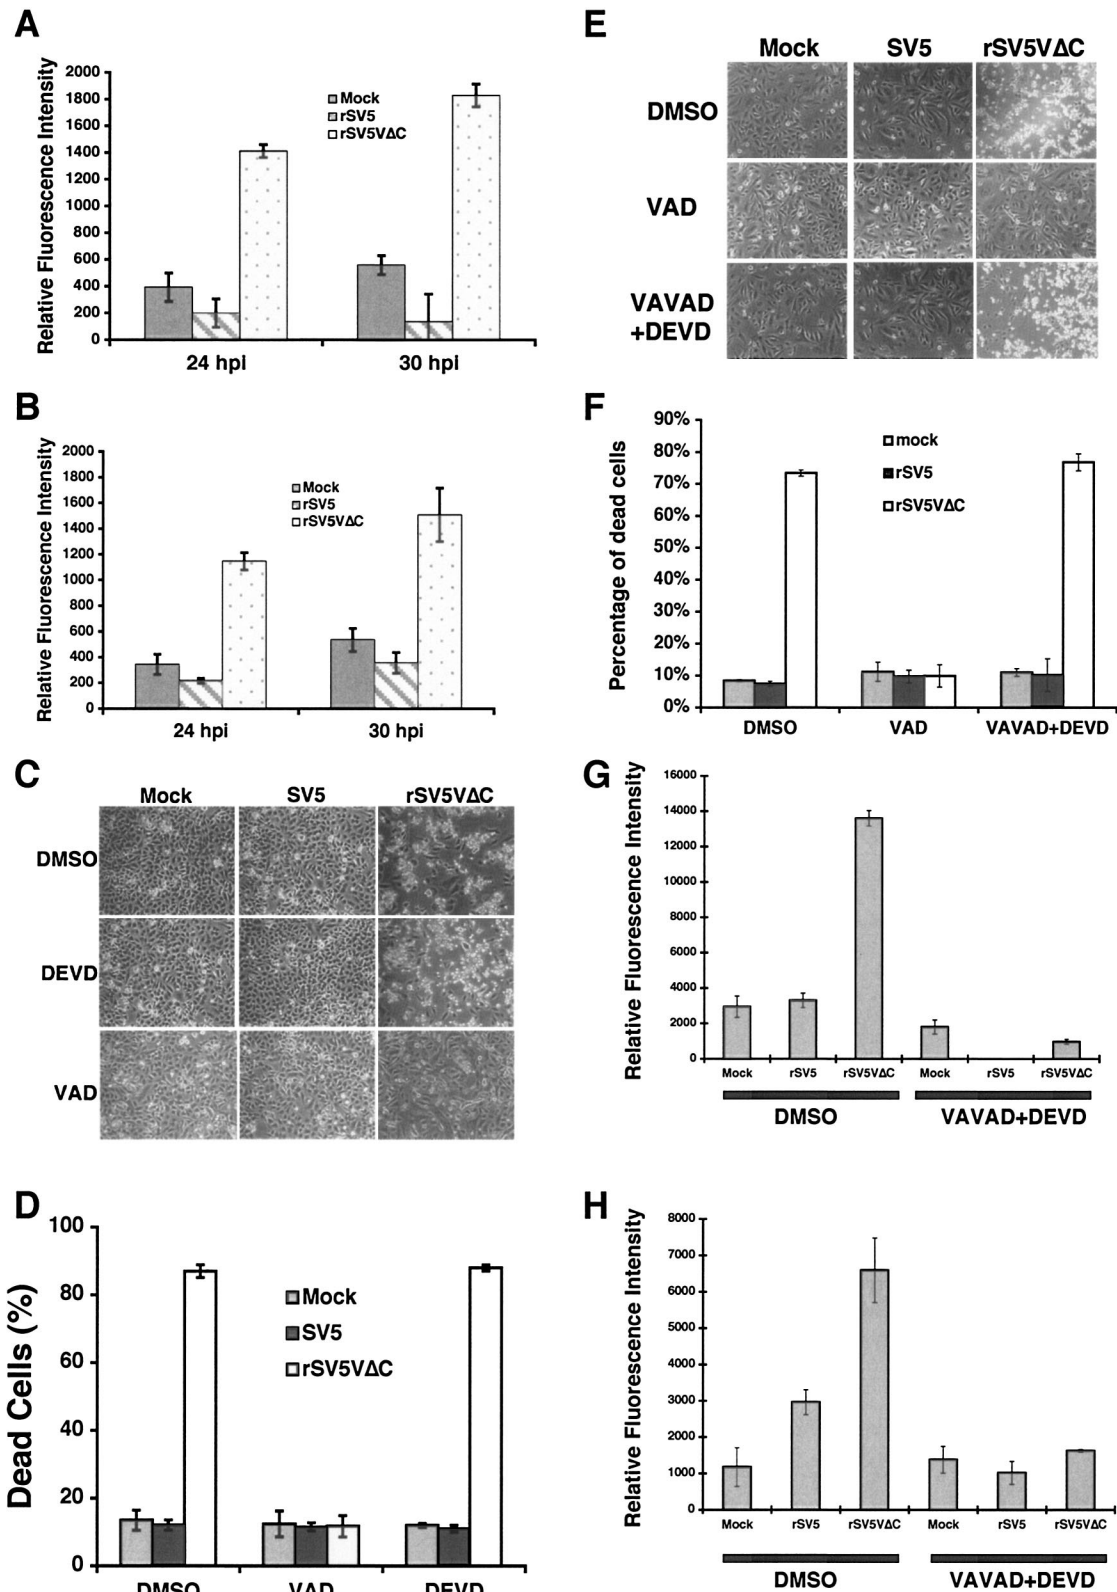 A
Relative Fluorescence Intensity
2000
1800
1600
1400
1200
1000
800
600
400
200
0
Mock
rSV5
rSV5VΔC
24 hpi
30 hpi
B
Relative Fluorescence Intensity
2000
1800
1600
1400
1200
1000
800
600
400
200
0
Mock
rSV5
rSV5VΔC
24 hpi
30 hpi
C
Mock
SV5
rSV5VΔC
DMSO
DEVD
VAD
D
Dead Cells (%)
100
80
60
40
20
0
Mock
SV5
rSV5VΔC
DMSO
VAD
DEVD
E
Mock
SV5
rSV5VΔC
DMSO
VAD
VAVAD
+DEVD
F
Percentage of dead cells
90%
80%
70%
60%
50%
40%
30%
20%
10%
0%
mock
rSV5
rSV5VΔC
DMSO
VAD
VAVAD+DEVD
G
Relative Fluorescence Intensity
16000
14000
12000
10000
8000
6000
4000
2000
0
Mock
rSV5
rSV5VΔC
Mock
rSV5
rSV5VΔC
DMSO
VAVAD+DEVD
H
Relative Fluorescence Intensity
8000
7000
6000
5000
4000
3000
2000
1000
0
Mock
rSV5
rSV5VΔC
Mock
rSV5
rSV5VΔC
DMSO
VAVAD+DEVD